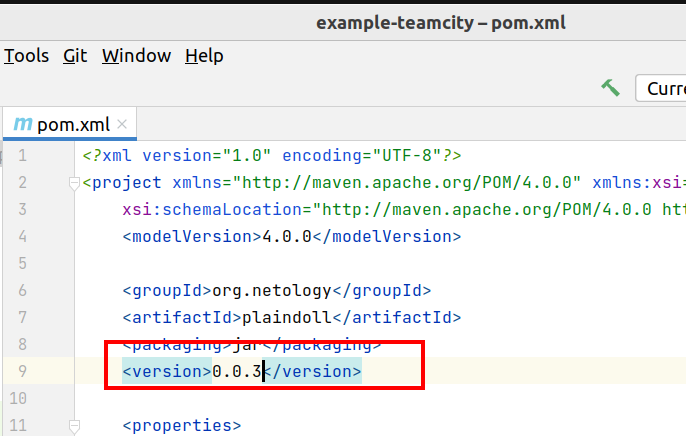 example-teamcity – pom.xml
Tools Git Window Help
Curre
m pom.xml ×
1 <?xml version="1.0" encoding="UTF-8"?>
2 <project xmlns="http://maven.apache.org/POM/4.0.0" xmlns:xsi=
3 xsi:schemaLocation="http://maven.apache.org/POM/4.0.0 htt
4 <modelVersion>4.0.0</modelVersion>
5
6 <groupId>org.netology</groupId>
7 <artifactId>plaindoll</artifactId>
8 <packaging>jar</packaging>
9 <version>0.0.3</version>
10
11 <properties>